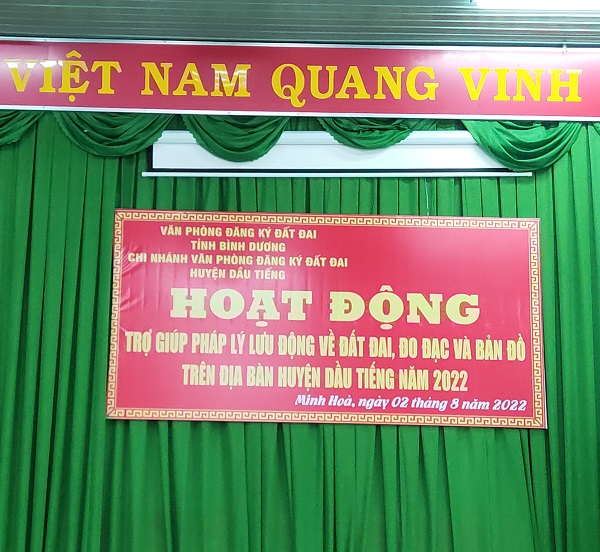 VIỆT NAM QUANG VINH
VĂN PHÒNG ĐĂNG KÝ ĐẤT ĐAI
TỈNH BÌNH DƯƠNG
CHI NHÁNH VĂN PHÒNG ĐĂNG KÝ ĐẤT ĐAI
HUYỆN DẦU TIẾNG
HOẠT ĐỘNG
TRỢ GIÚP PHÁP LÝ LƯU ĐỘNG VỀ ĐẤT ĐAI, ĐO ĐẠC VÀ BẢN ĐỒ
TRÊN ĐỊA BÀN HUYỆN DẦU TIẾNG NĂM 2022
Minh Hoà, ngày 02 tháng 8 năm 2022